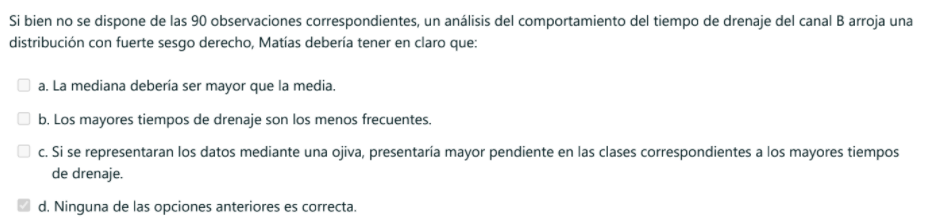 Si bien no se dispone de las 90 observaciones correspondientes, un análisis del comportamiento del tiempo de drenaje del canal B arroja una
distribución con fuerte sesgo derecho, Matías debería tener en claro que:
a. La mediana debería ser mayor que la media.
b. Los mayores tiempos de drenaje son los menos frecuentes.
c. Si se representaran los datos mediante una ojiva, presentaría mayor pendiente en las clases correspondientes a los mayores tiempos
de drenaje.
d. Ninguna de las opciones anteriores es correcta.